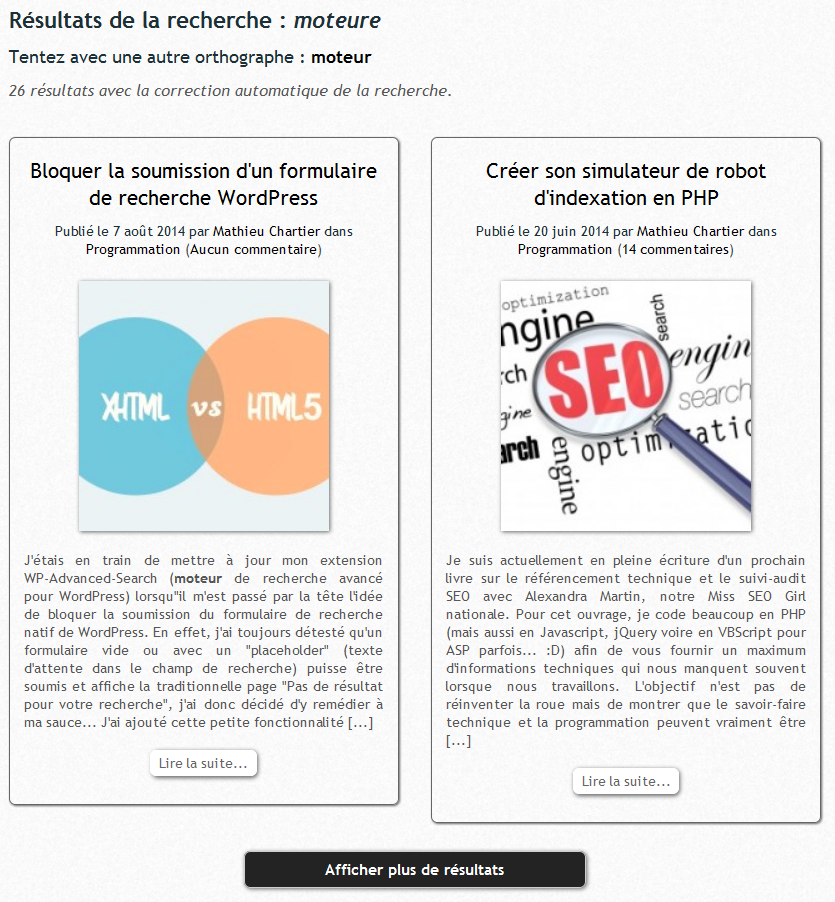 Résultats de la recherche : moteure
Tentez avec une autre orthographe : moteur
26 résultats avec la correction automatique de la recherche.
Bloquer la soumission d'un formulaire
de recherche WordPress
Publié le 7 août 2014 par Mathieu Chartier dans
Programmation (Aucun commentaire)
XHTML vs HTML5
J'étais en train de mettre à jour mon extension
WP-Advanced-Search (moteur de recherche avancé
pour WordPress) lorsqu"il m'est passé par la tête l'idée
de bloquer la soumission du formulaire de recherche
natif de WordPress. En effet, j'ai toujours détesté qu'un
formulaire vide ou avec un "placeholder" (texte
d'attente dans le champ de recherche) puisse être
soumis et affiche la traditionnelle page "Pas de résultat
pour votre recherche", j'ai donc décidé d'y remédier à
ma sauce... J'ai ajouté cette petite fonctionnalité [...]
Lire la suite...
Créer son simulateur de robot
d'indexation en PHP
Publié le 20 juin 2014 par Mathieu Chartier dans
Programmation (14 commentaires)
optimization
ngine
search
SEO
engin
rch
search
gine
arch
engine
optimization
Je suis actuellement en pleine écriture d'un prochain
livre sur le référencement technique et le suivi-audit
SEO avec Alexandra Martin, notre Miss SEO Girl
nationale. Pour cet ouvrage, je code beaucoup en PHP
(mais aussi en Javascript, jQuery voire en VBScript pour
ASP parfois... :D) afin de vous fournir un maximum
d'informations techniques qui nous manquent souvent
lorsque nous travaillons. L'objectif n'est pas de
réinventer la roue mais de montrer que le savoir-faire
technique et la programmation peuvent vraiment être
[...]
Lire la suite...
Afficher plus de résultats